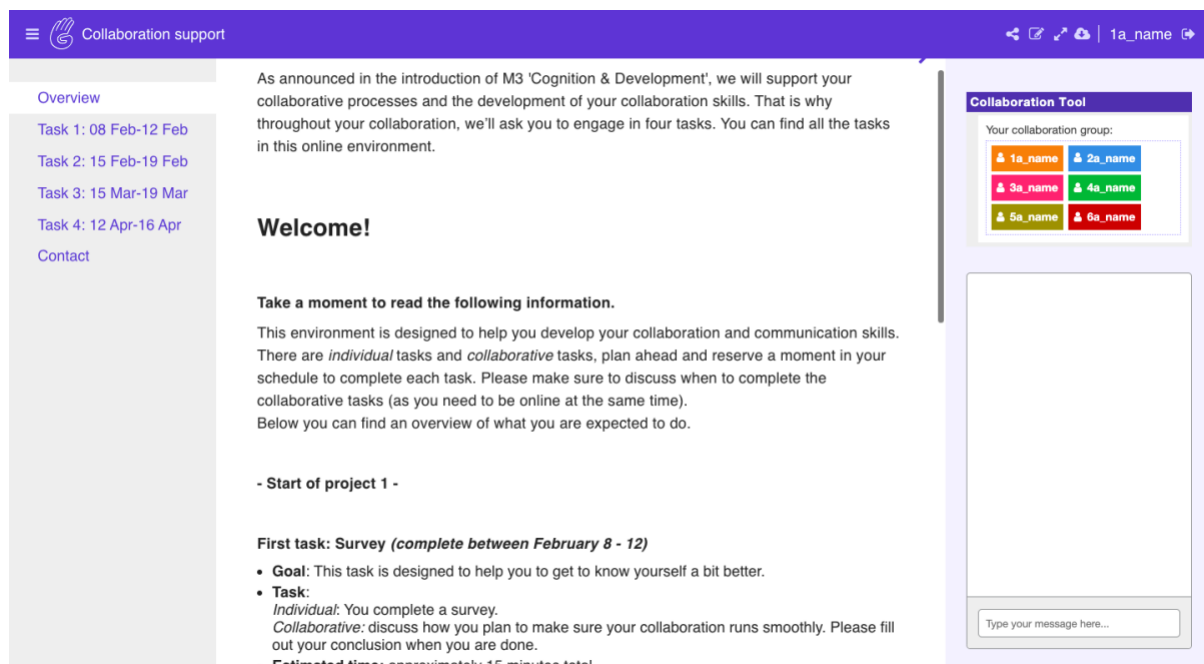 Collaboration support
1a_name
Overview
Task 1: 08 Feb-12 Feb
Task 2: 15 Feb-19 Feb
Task 3: 15 Mar-19 Mar
Task 4: 12 Apr-16 Apr
Contact
As announced in the introduction of M3 'Cognition & Development', we will support your
collaborative processes and the development of your collaboration skills. That is why
throughout your collaboration, we'll ask you to engage in four tasks. You can find all the tasks
in this online environment.
Welcome!
Take a moment to read the following information.
This environment is designed to help you develop your collaboration and communication skills.
There are individual tasks and collaborative tasks, plan ahead and reserve a moment in your
schedule to complete each task. Please make sure to discuss when to complete the
collaborative tasks (as you need to be online at the same time).
Below you can find an overview of what you are expected to do.
- Start of project 1 -
First task: Survey (complete between February 8 - 12)
• Goal: This task is designed to help you to get to know yourself a bit better.
• Task:
Individual: You complete a survey.
Collaborative: discuss how you plan to make sure your collaboration runs smoothly. Please fill
out your conclusion when you are done.
Estimated time: approximately 15 minutes total
Collaboration Tool
Your collaboration group:
1a_name 2a_name
3a_name 4a_name
5a_name 6a_name
Type your message here...